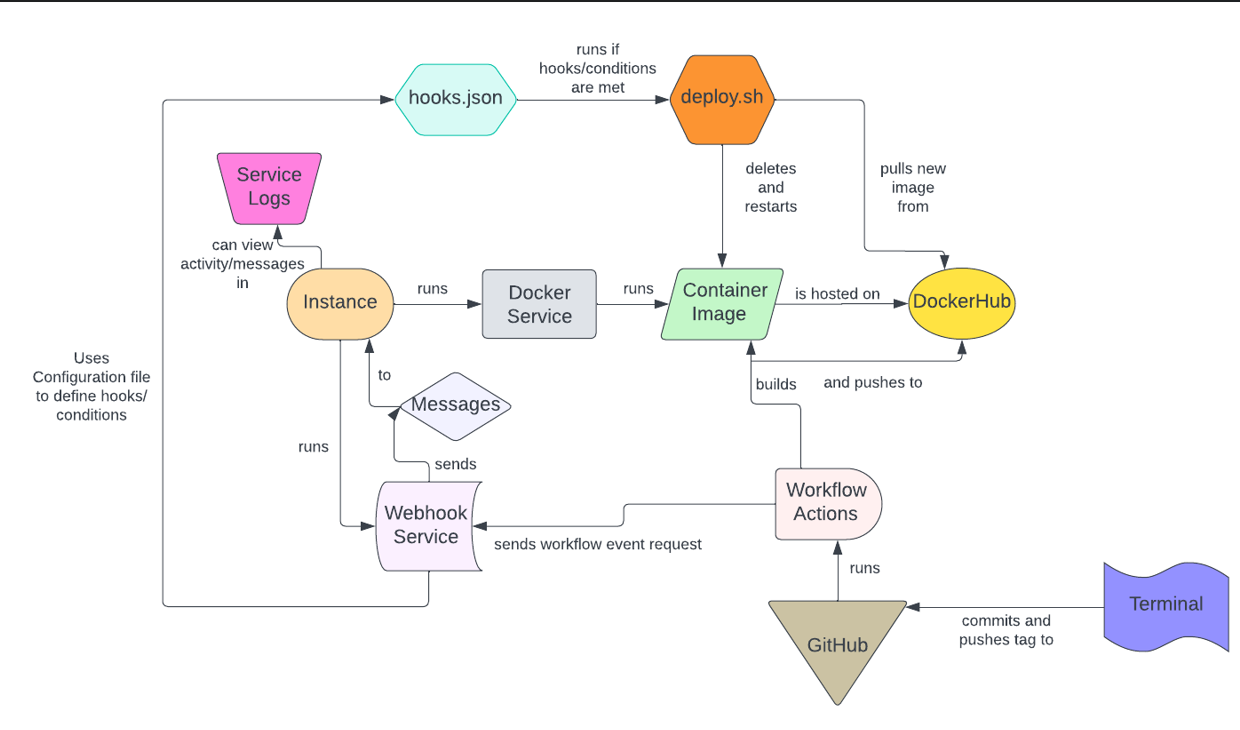 runs if
hooks/conditions
are met
hooks.json
deploy.sh
Service
Logs
deletes
and
restarts
pulls new
image
from
can view
activity/messages
in
Instance
runs
Docker
Service
runs
Container
Image
is hosted on
DockerHub
Uses
Configuration file
to define hooks/
conditions
to
Messages
builds
and pushes to
runs
sends
Webhook
Service
Workflow
Actions
sends workflow event request
runs
Terminal
commits and
pushes tag to
GitHub